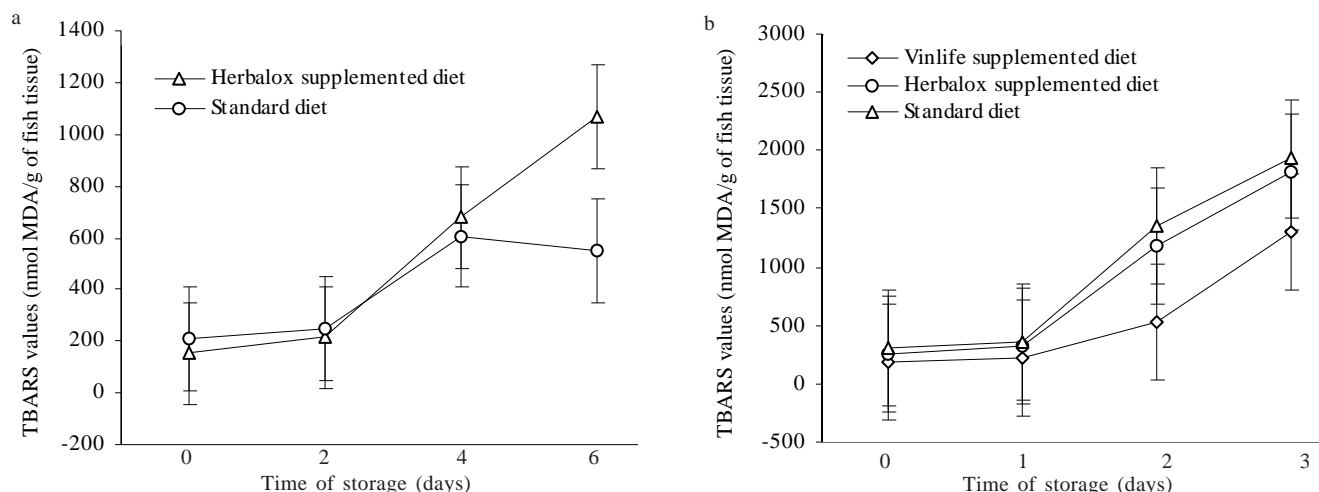 a
TBARS values (nmol MDA/g of fish tissue)
1400
1200
1000
800
600
400
200
0
-200
Herbalox supplemented diet
Standard diet
0 2 4 6
Time of storage (days)
b
TBARS values (nmol MDA/g of fish tissue)
3000
2500
2000
1500
1000
500
0
-500
Vinlife supplemented diet
Herbalox supplemented diet
Standard diet
0 1 2 3
Time of storage (days)